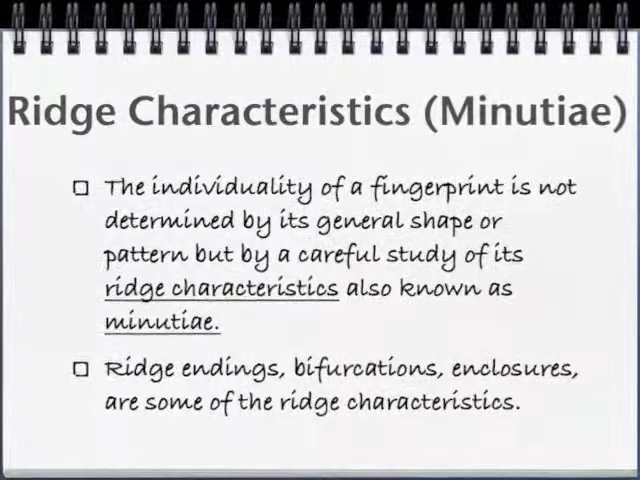 Ridge Characteristics (Minutiae)
The individuality of a fingerprint is not
determined by its general shape or
pattern but by a careful study of its
ridge characteristics also known as
minutiae.
Ridge endings, bifurcations, enclosures,
are some of the ridge characteristics.